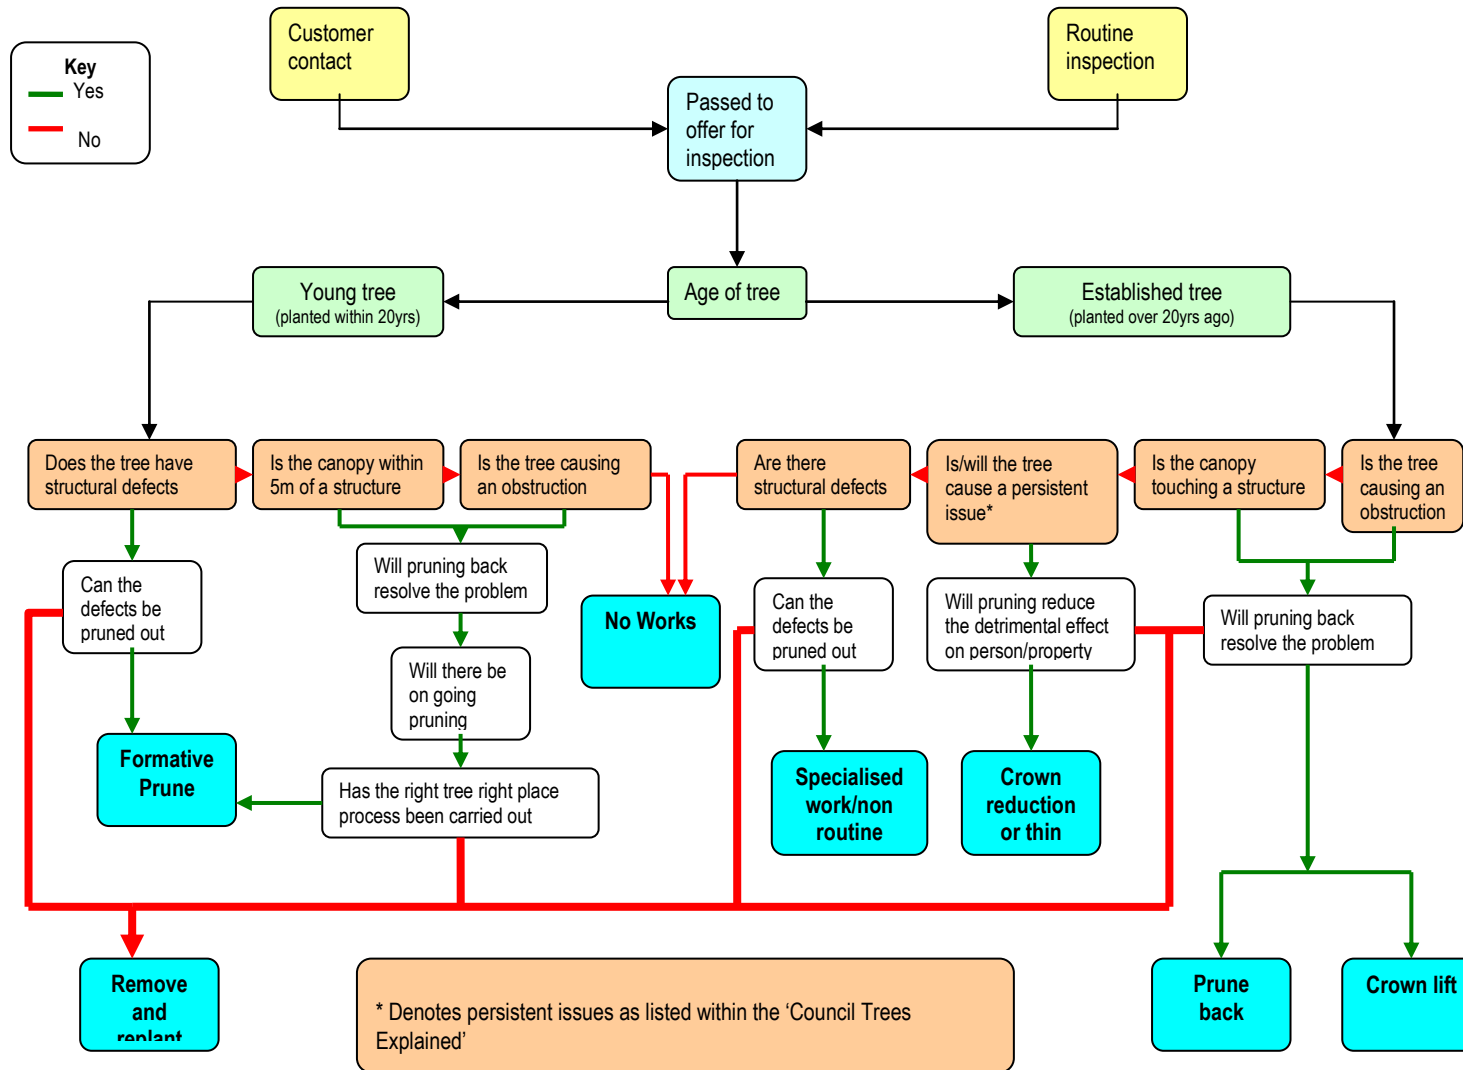 Key
Yes
No
Customer
contact
Routine
inspection
Passed to
offer for
inspection
Young tree
(planted within 20yrs)
Age of tree
Established tree
(planted over 20yrs ago)
Does the tree have
structural defects
Is the canopy within
5m of a structure
Is the tree causing
an obstruction
Are there
structural defects
Is/will the tree
cause a persistent
issue*
Is the canopy
touching a structure
Is the tree
causing an
obstruction
Can the
defects be
pruned out
Will pruning back
resolve the problem
No Works
Can the
defects be
pruned out
Will pruning reduce
the detrimental effect
on person/property
Will pruning back
resolve the problem
Will there be
on going
pruning
Formative
Prune
Has the right tree right place
process been carried out
Specialised
work/non
routine
Crown
reduction
or thin
Remove
and
replant
* Denotes persistent issues as listed within the ‘Council Trees
Explained’
Prune
back
Crown lift